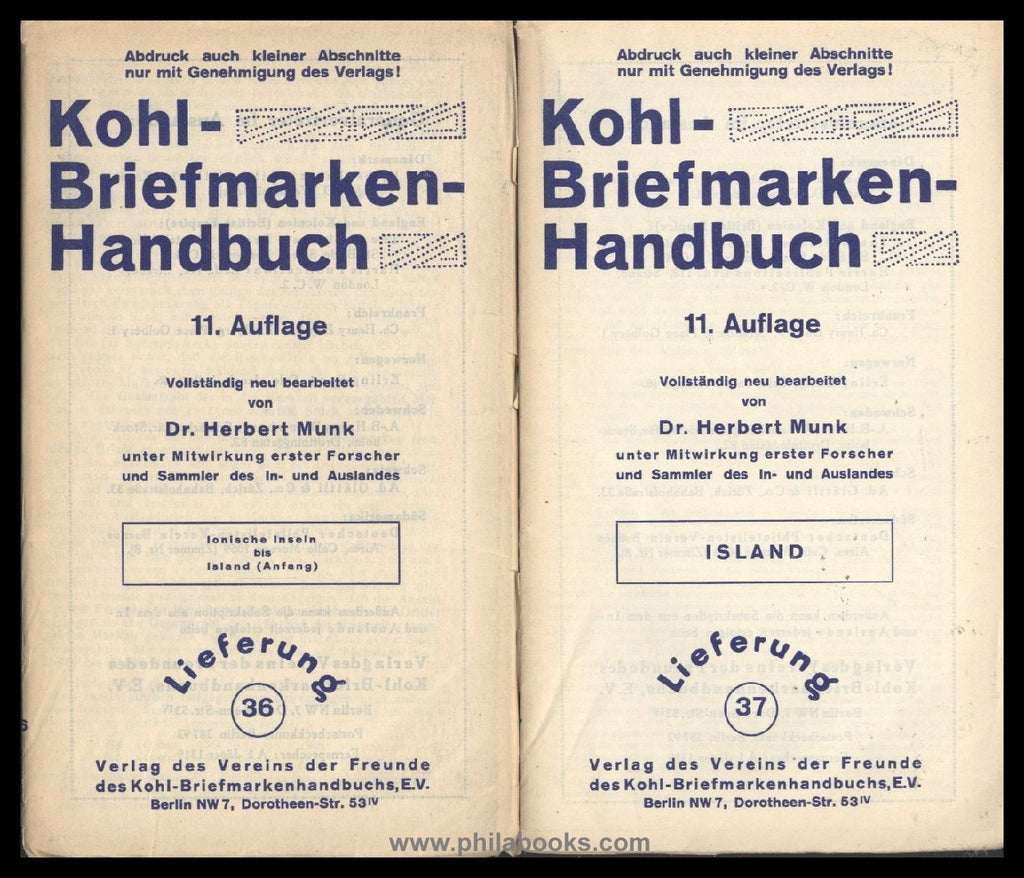 Abdruck auch kleiner Abschnitte
nur mit Genehmigung des Verlags!
Kohl-
Briefmarken-
Handbuch
11. Auflage
Vollständig neu bearbeitet
von
Dr. Herbert Munk
unter Mitwirkung erster Forscher
und Sammler des In- und Auslandes
Ionische Inseln
bis
Island (Anfang)
Lieferung
36
Verlag des Vereins der Freunde
des Kohl-Briefmarkenhandbuchs, E.V.
Berlin NW 7, Dorotheen-Str. 53 IV
Abdruck auch kleiner Abschnitte
nur mit Genehmigung des Verlags!
Kohl-
Briefmarken-
Handbuch
11. Auflage
Vollständig neu bearbeitet
von
Dr. Herbert Munk
unter Mitwirkung erster Forscher
und Sammler des In- und Auslandes
ISLAND
Lieferung
37
Verlag des Vereins der Freunde
des Kohl-Briefmarkenhandbuchs, E.V.
Berlin NW 7, Dorotheen-Str. 53 IV
www.philabooks.com